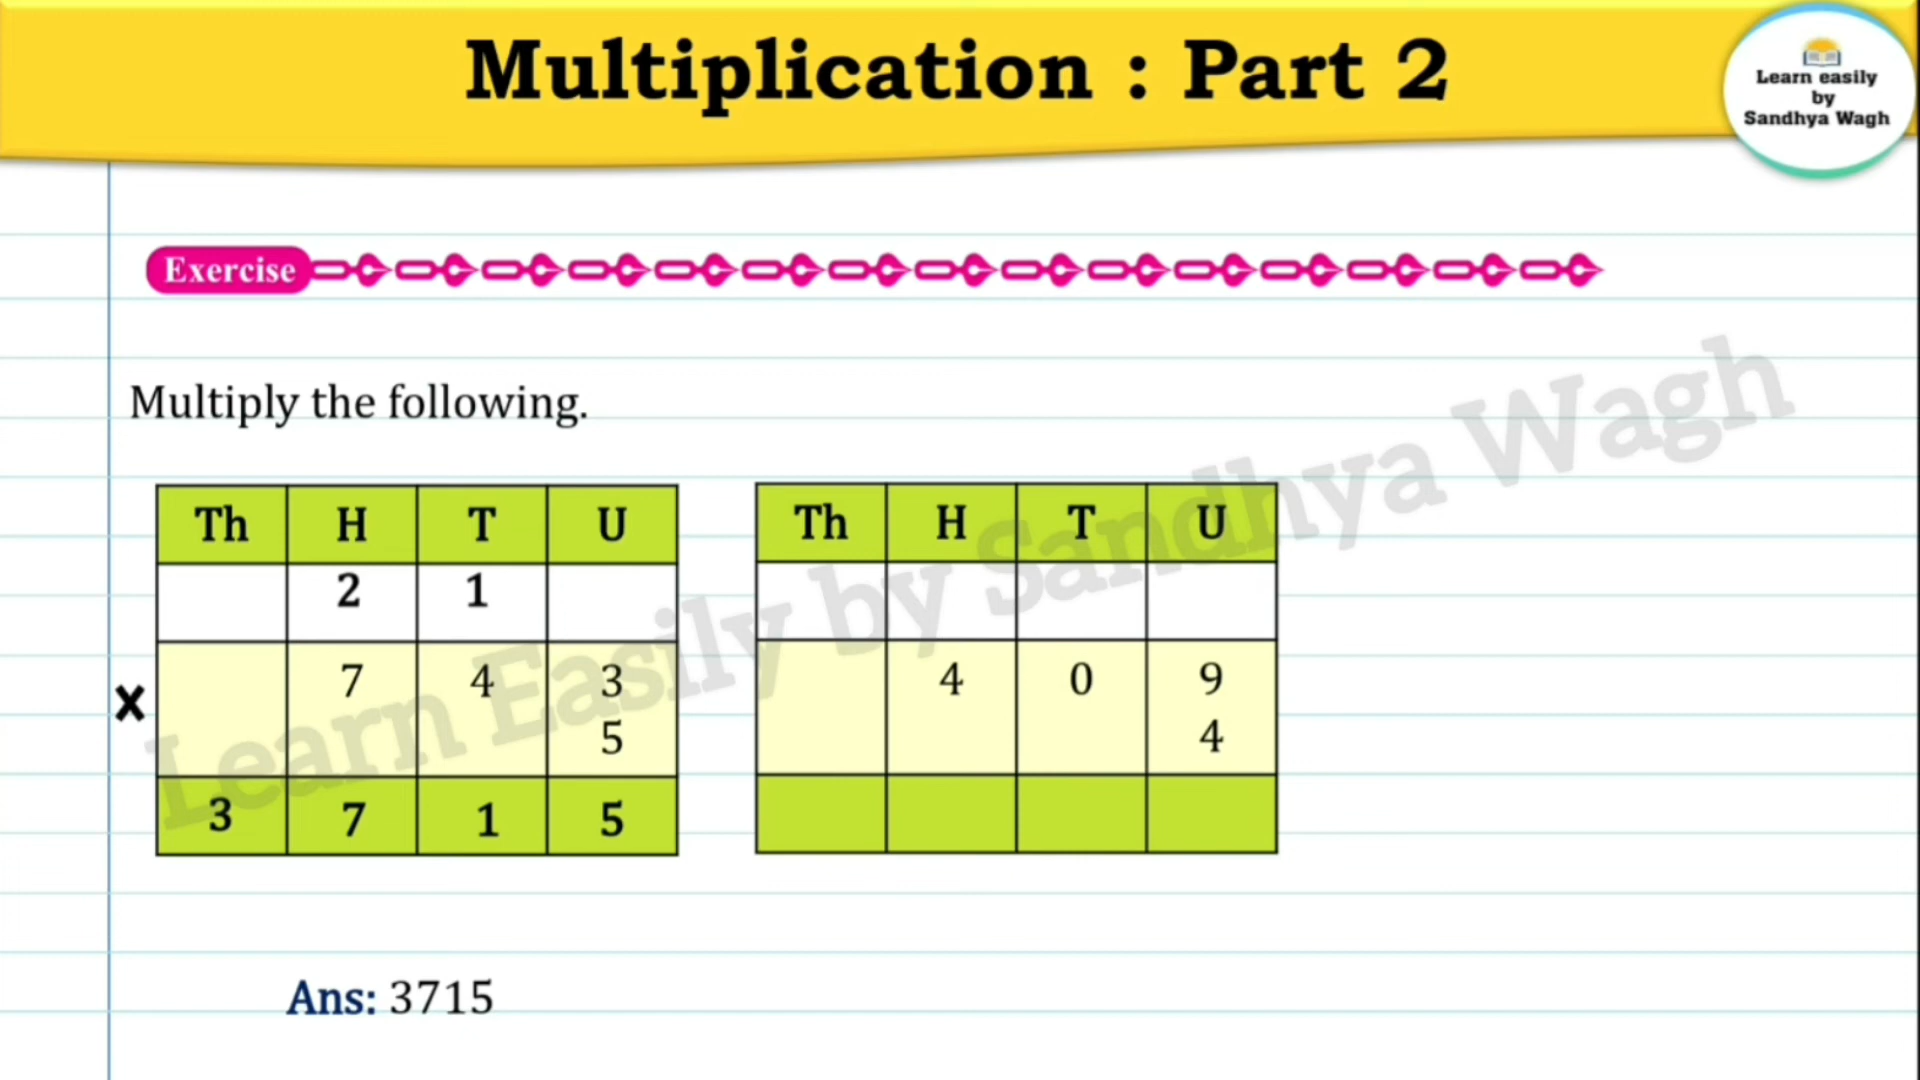 Multiplication : Part 2
Learn easily
by
Sandhya Wagh
Exercise
Multiply the following.
Th H T U
2 1
7 4 3
x
5
3 7 1 5
Th H T U
4 0 9
4
Ans: 3715
Learn Easily by Sandhya Wagh